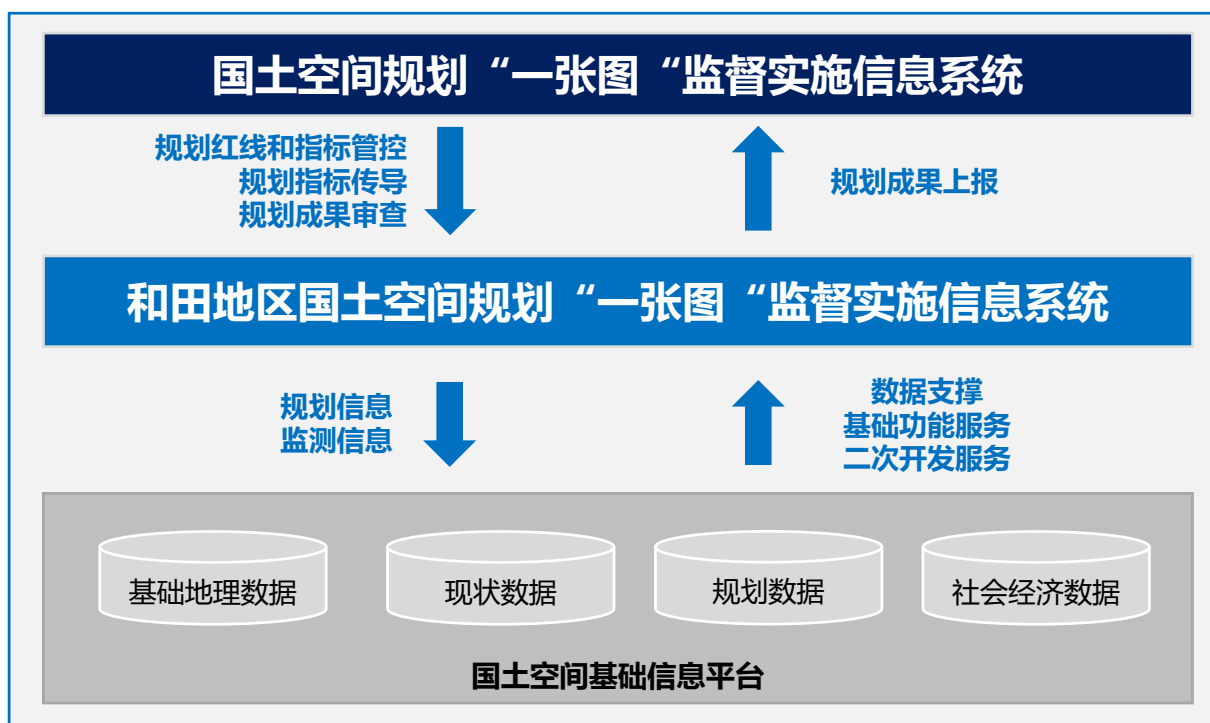 国土空间规划“一张图“监督实施信息系统
规划红线和指标管控
规划指标传导
规划成果审查
规划成果上报
和田地区国土空间规划“一张图“监督实施信息系统
规划信息
监测信息
数据支撑
基础功能服务
二次开发服务
基础地理数据
现状数据
规划数据
社会经济数据
国土空间基础信息平台